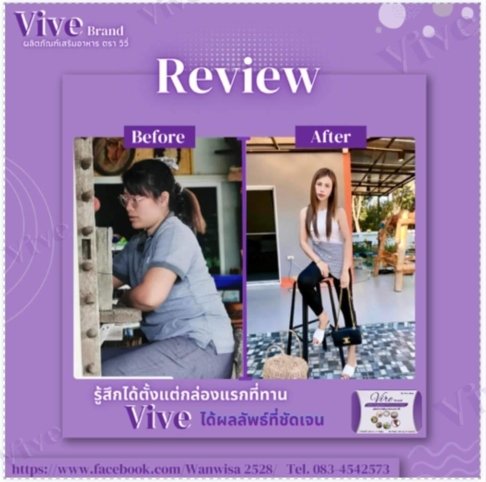 Vive Brand
ผลิตภัณฑ์เสริมอาหาร ตรา วีวี่
Review
Before
After
รู้สึกได้ตั้งแต่กล่องแรกที่ทาน
Vive ได้ผลลัพธ์ที่ชัดเจน
Vive
https://www.facebook.com/Wanwisa 2528/ Tel. 083-4542573